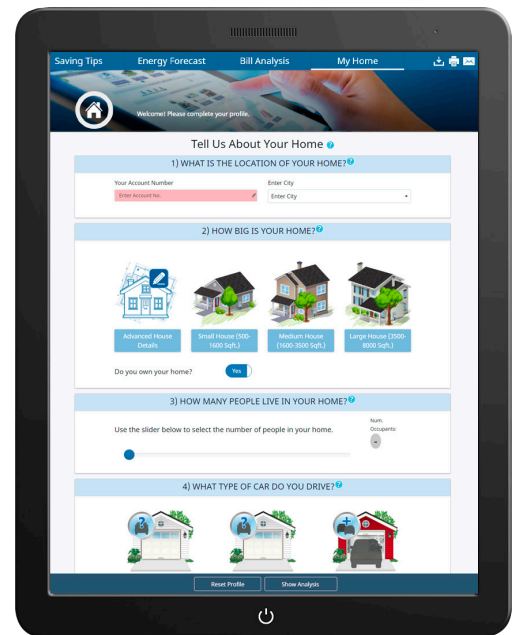 Saving Tips Energy Forecast Bill Analysis My Home
Welcome! Please complete your profile.
Tell Us About Your Home ?
1) WHAT IS THE LOCATION OF YOUR HOME? ?
Your Account Number Enter City
Enter Account No. Enter City
2) HOW BIG IS YOUR HOME? ?
Advanced House
Details
Small House (500-
1600 Sqft.)
Medium House
(1600-3500 Sqft.)
Large House (3500-
8000 Sqft.)
Do you own your home? Yes
3) HOW MANY PEOPLE LIVE IN YOUR HOME? ?
Num.
Occupants:
Use the slider below to select the number of people in your home.
-
4) WHAT TYPE OF CAR DO YOU DRIVE? ?
? ? +
Reset Profile Show Analysis